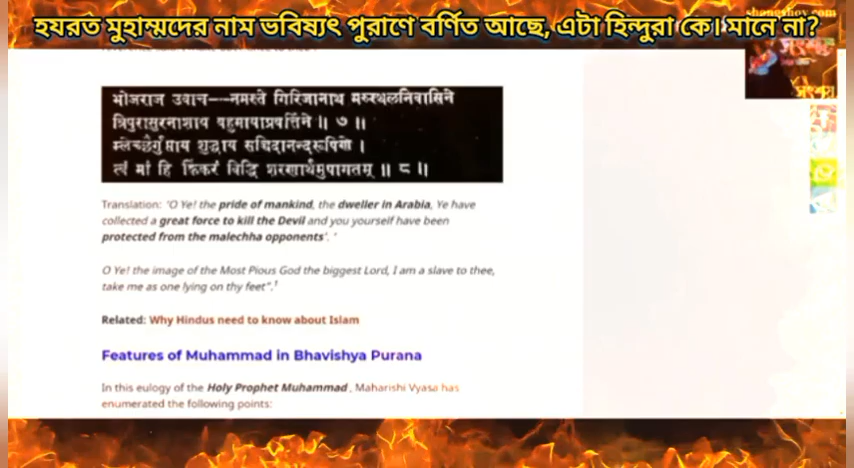 shongshoy.com
হযরত মুহাম্মদের নাম ভবিষ্যৎ পুরাণে বর্ণিত আছে, এটা হিন্দুরা কে। মানে না?
সংশয়
भोजराज उवाच—नमस्ते गिरिजानाथ मरुस्थलनिवासिने
त्रिपुरासुरनाशाय बहुमायाप्रवर्त्तिने ॥ ७ ॥
म्लेच्छैर्गुप्ताय शुद्धाय सच्चिदानन्दरूपिणे ।
त्वं मां हि किंकरं विद्धि शरणार्थमुपागतम् ॥ ८ ॥
Translation: 'O Ye! the pride of mankind, the dweller in Arabia, Ye have
collected a great force to kill the Devil and you yourself have been
protected from the malechha opponents'. '
O Ye! the image of the Most Pious God the biggest Lord, I am a slave to thee,
take me as one lying on thy feet".¹
Related: Why Hindus need to know about Islam
Features of Muhammad in Bhavishya Purana
In this eulogy of the Holy Prophet Muhammad, Maharishi Vyasa has
enumerated the following points: